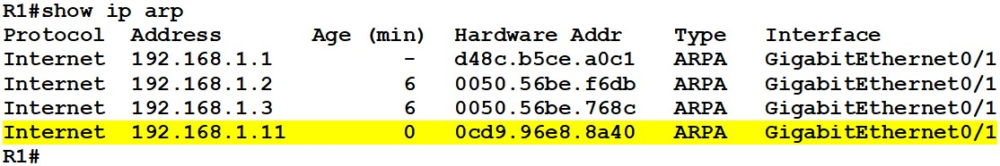 R1#show ip arp
Protocol  Address          Age (min)  Hardware Addr   Type   Interface
Internet  192.168.1.1             -   d48c.b5ce.a0c1  ARPA   GigabitEthernet0/1
Internet  192.168.1.2             6   0050.56be.f6db  ARPA   GigabitEthernet0/1
Internet  192.168.1.3             6   0050.56be.768c  ARPA   GigabitEthernet0/1
Internet  192.168.1.11            0   0cd9.96e8.8a40  ARPA   GigabitEthernet0/1
R1#